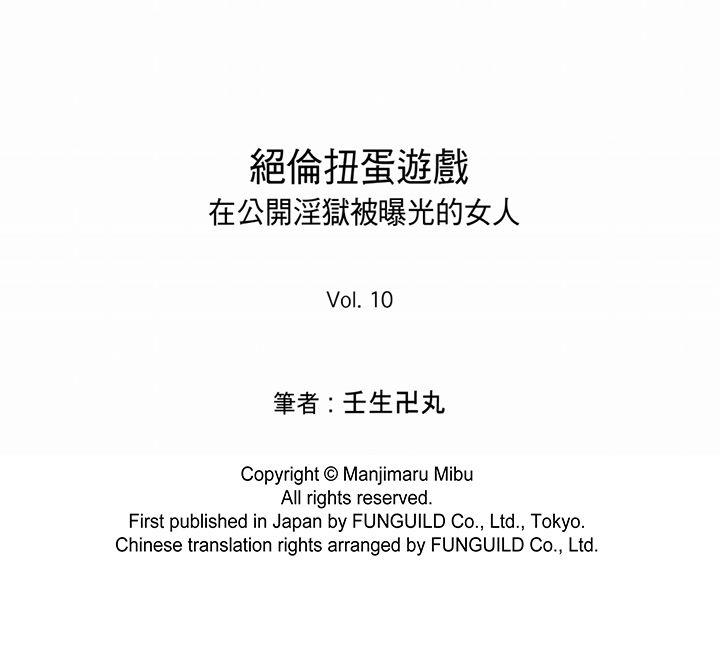 絕倫扭蛋遊戲
在公開淫獄被曝光的女人
Vol. 10
筆者：壬生卍丸
Copyright © Manjimaru Mibu
All rights reserved.
First published in Japan by FUNGUILD Co., Ltd., Tokyo.
Chinese translation rights arranged by FUNGUILD Co., Ltd.